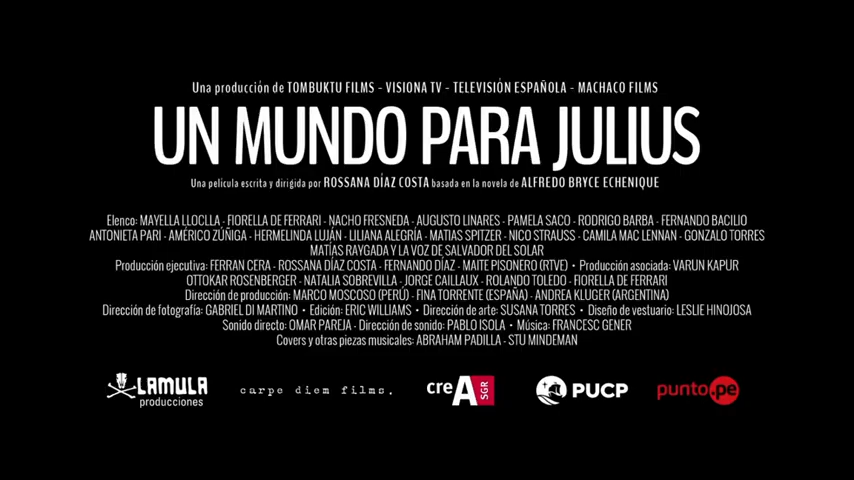 Una producción de TOMBUKTU FILMS - VISIONA TV - TELEVISIÓN ESPAÑOLA - MACHACO FILMS
UN MUNDO PARA JULIUS
Una película escrita y dirigida por ROSSANA DÍAZ COSTA basada en la novela de ALFREDO BRYCE ECHENIQUE
Elenco: MAYELLA LLOCLLA - FIORELLA DE FERRARI - NACHO FRESNEDA - AUGUSTO LINARES - PAMELA SACO - RODRIGO BARBA - FERNANDO BACILIO
ANTONIETA PARI - AMÉRICO ZÚÑIGA - HERMELINDA LUJÁN - LILIANA ALEGRÍA - MATIAS SPITZER - NICO STRAUSS - CAMILA MAC LENNAN - GONZALO TORRES
MATÍAS RAYGADA Y LA VOZ DE SALVADOR DEL SOLAR
Producción ejecutiva: FERRAN CERA - ROSSANA DÍAZ COSTA - FERNANDO DÍAZ - MAITE PISONERO (RTVE) • Producción asociada: VARUN KAPUR
OTTOKAR ROSENBERGER - NATALIA SOBREVILLA - JORGE CAILLAUX - ROLANDO TOLEDO - FIORELLA DE FERRARI
Dirección de producción: MARCO MOSCOSO (PERÚ) - FINA TORRENTE (ESPAÑA) - ANDREA KLUGER (ARGENTINA)
Dirección de fotografía: GABRIEL DI MARTINO • Edición: ERIC WILLIAMS • Dirección de arte: SUSANA TORRES • Diseño de vestuario: LESLIE HINOJOSA
Sonido directo: OMAR PAREJA - Dirección de sonido: PABLO ISOLA • Música: FRANCESC GENER
Covers y otras piezas musicales: ABRAHAM PADILLA - STU MINDEMAN
LAMULA producciones
carpe diem films.
creA SGR
PUCP
punto.pe